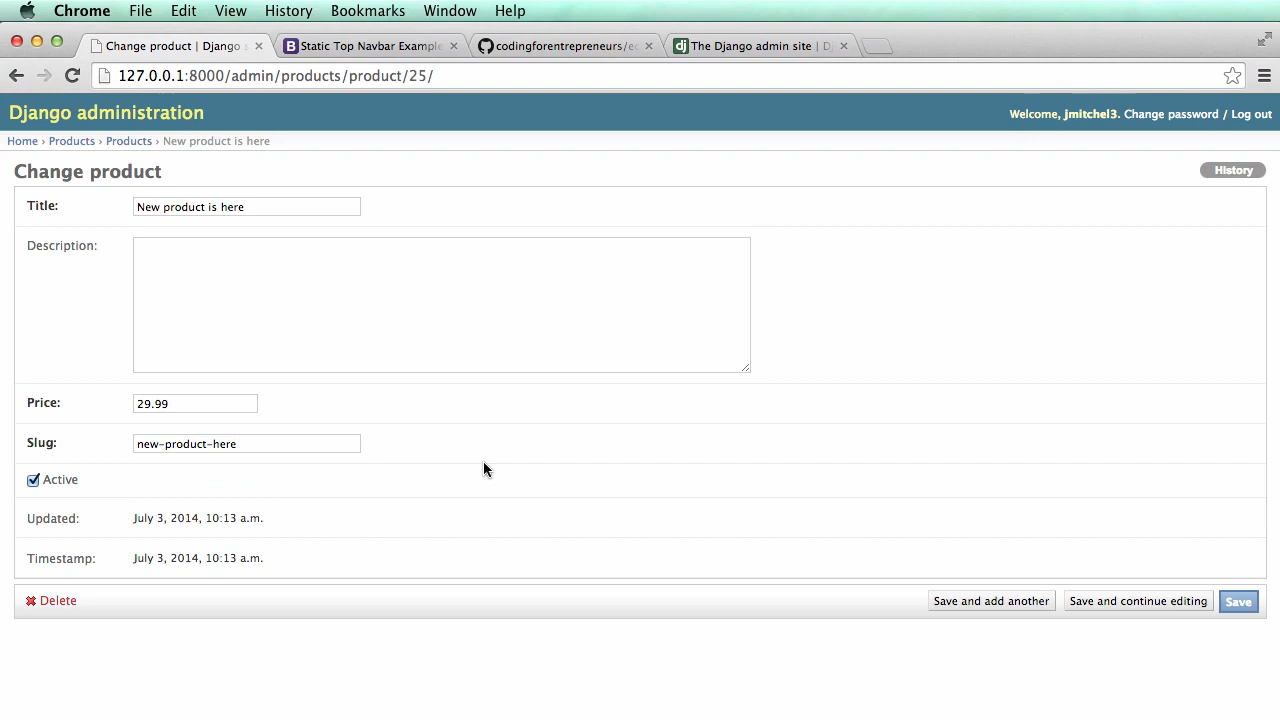 Chrome File Edit View History Bookmarks Window Help
Change product | Django s
Static Top Navbar Example
codingforentrepreneurs/ec
The Django admin site | D
127.0.0.1:8000/admin/products/product/25/
Django administration
Welcome, jmitchel3. Change password / Log out
Home › Products › Products › New product is here
Change product
History
Title: New product is here
Description:
Price: 29.99
Slug: new-product-here
Active
Updated: July 3, 2014, 10:13 a.m.
Timestamp: July 3, 2014, 10:13 a.m.
Delete
Save and add another Save and continue editing Save